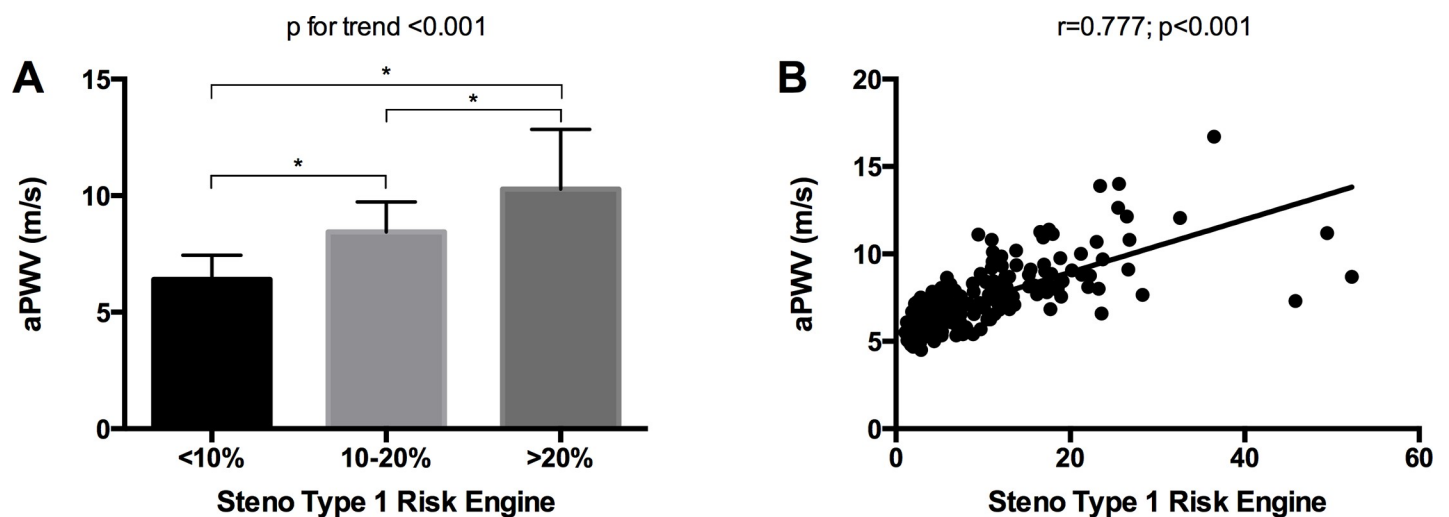 p for trend <0.001
A
*
*
*
15
10
5
0
aPWV (m/s)
<10%
10-20%
>20%
Steno Type 1 Risk Engine
r=0.777; p<0.001
B
20
15
10
5
0
aPWV (m/s)
0
20
40
60
Steno Type 1 Risk Engine